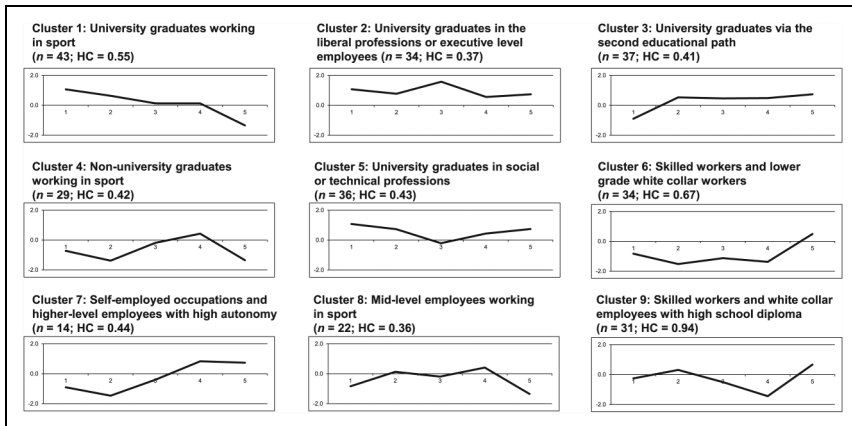 Cluster 1: University graduates working
in sport
(n = 43; HC = 0.55)
2.0
0.0
-2.0
1 2 3 4 5
Cluster 2: University graduates in the
liberal professions or executive level
employees (n = 34; HC = 0.37)
2.0
0.0
-2.0
1 2 3 4 5
Cluster 3: University graduates via the
second educational path
(n = 37; HC = 0.41)
2.0
0.0
-2.0
1 2 3 4 5
Cluster 4: Non-university graduates
working in sport
(n = 29; HC = 0.42)
2.0
0.0
-2.0
1 2 3 4 5
Cluster 5: University graduates in social
or technical professions
(n = 36; HC = 0.43)
2.0
0.0
-2.0
1 2 3 4 5
Cluster 6: Skilled workers and lower
grade white collar workers
(n = 34; HC = 0.67)
2.0
0.0
-2.0
1 2 3 4 5
Cluster 7: Self-employed occupations and
higher-level employees with high autonomy
(n = 14; HC = 0.44)
2.0
0.0
-2.0
1 2 3 4 5
Cluster 8: Mid-level employees working
in sport
(n = 22; HC = 0.36)
2.0
0.0
-2.0
1 2 3 4 5
Cluster 9: Skilled workers and white collar
employees with high school diploma
(n = 31; HC = 0.94)
2.0
0.0
-2.0
1 2 3 4 5